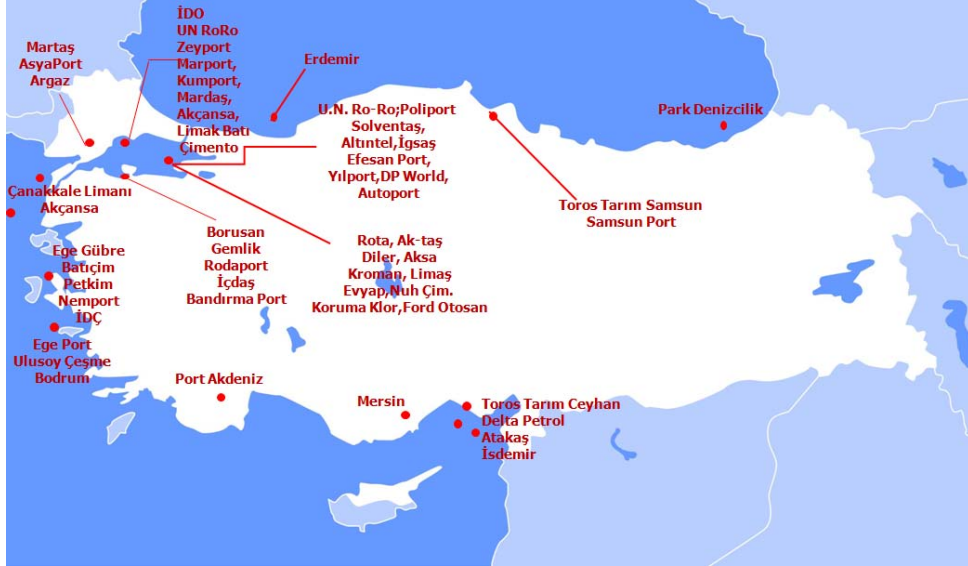 İDO
UN RoRo
Zeyport
Marport,
Kumport,
Mardaş,
Akçansa,
Limak Batı
Çimento
Martaş
AsyaPort
Argaz
Erdemir
U.N. Ro-Ro;Poliport
Solventaş,
Altıntel,İgsaş
Efesan Port,
Yılport,DP World,
Autoport
Park Denizcilik
Toros Tarım Samsun
Samsun Port
Çanakkale Limanı
Akçansa
Borusan
Gemlik
Rodaport
İçdaş
Bandırma Port
Rota, Ak-taş
Diler, Aksa
Kroman, Limaş
Evyap,Nuh Çim.
Koruma Klor,Ford Otosan
Ege Gübre
Batıçim
Petkim
Nemport
İDÇ
Ege Port
Ulusoy Çeşme
Bodrum
Port Akdeniz
Mersin
Toros Tarım Ceyhan
Delta Petrol
Atakaş
İsdemir